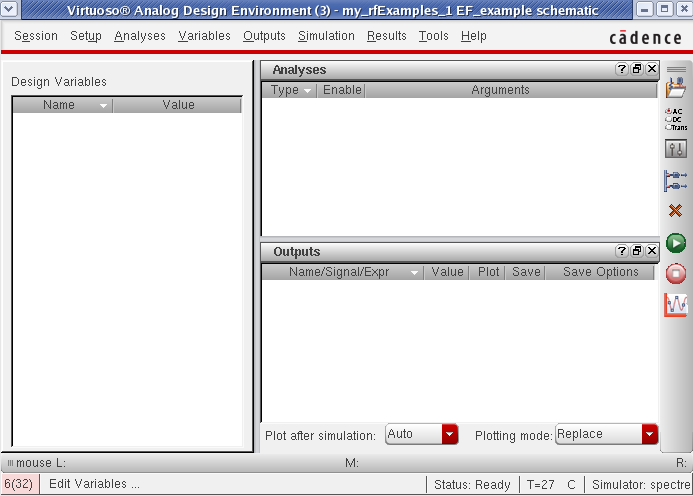 Virtuoso® Analog Design Environment (3) - my_rfExamples_1 EF_example schematic
Session Setup Analyses Variables Outputs Simulation Results Tools Help
cādence
Design Variables
Name Value
Analyses
Type Enable Arguments
AC
DC
Trans
Outputs
Name/Signal/Expr Value Plot Save Save Options
Plot after simulation: Auto Plotting mode: Replace
mouse L: M: R:
6(32) Edit Variables ... Status: Ready T=27 C Simulator: spectre